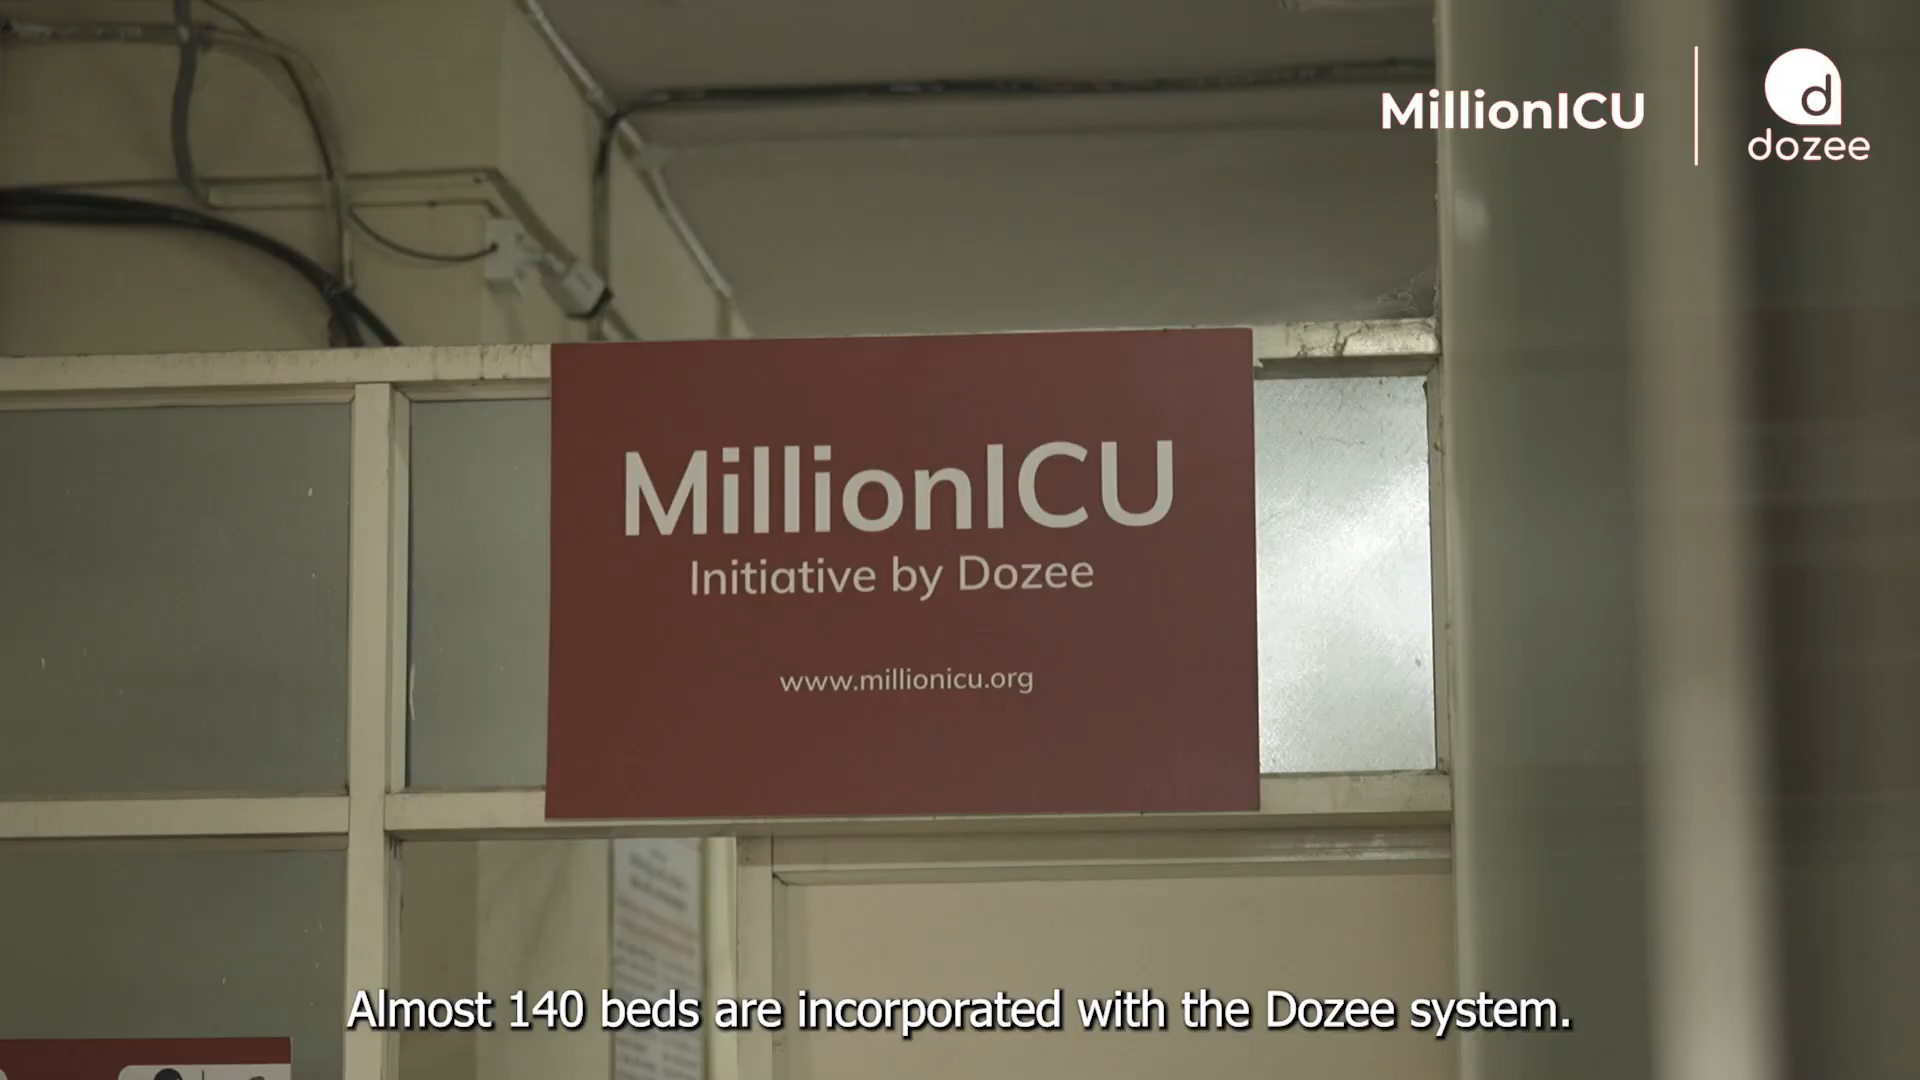 MillionICU
dozee
MillionICU
Initiative by Dozee
www.millionicu.org
Almost 140 beds are incorporated with the Dozee system.